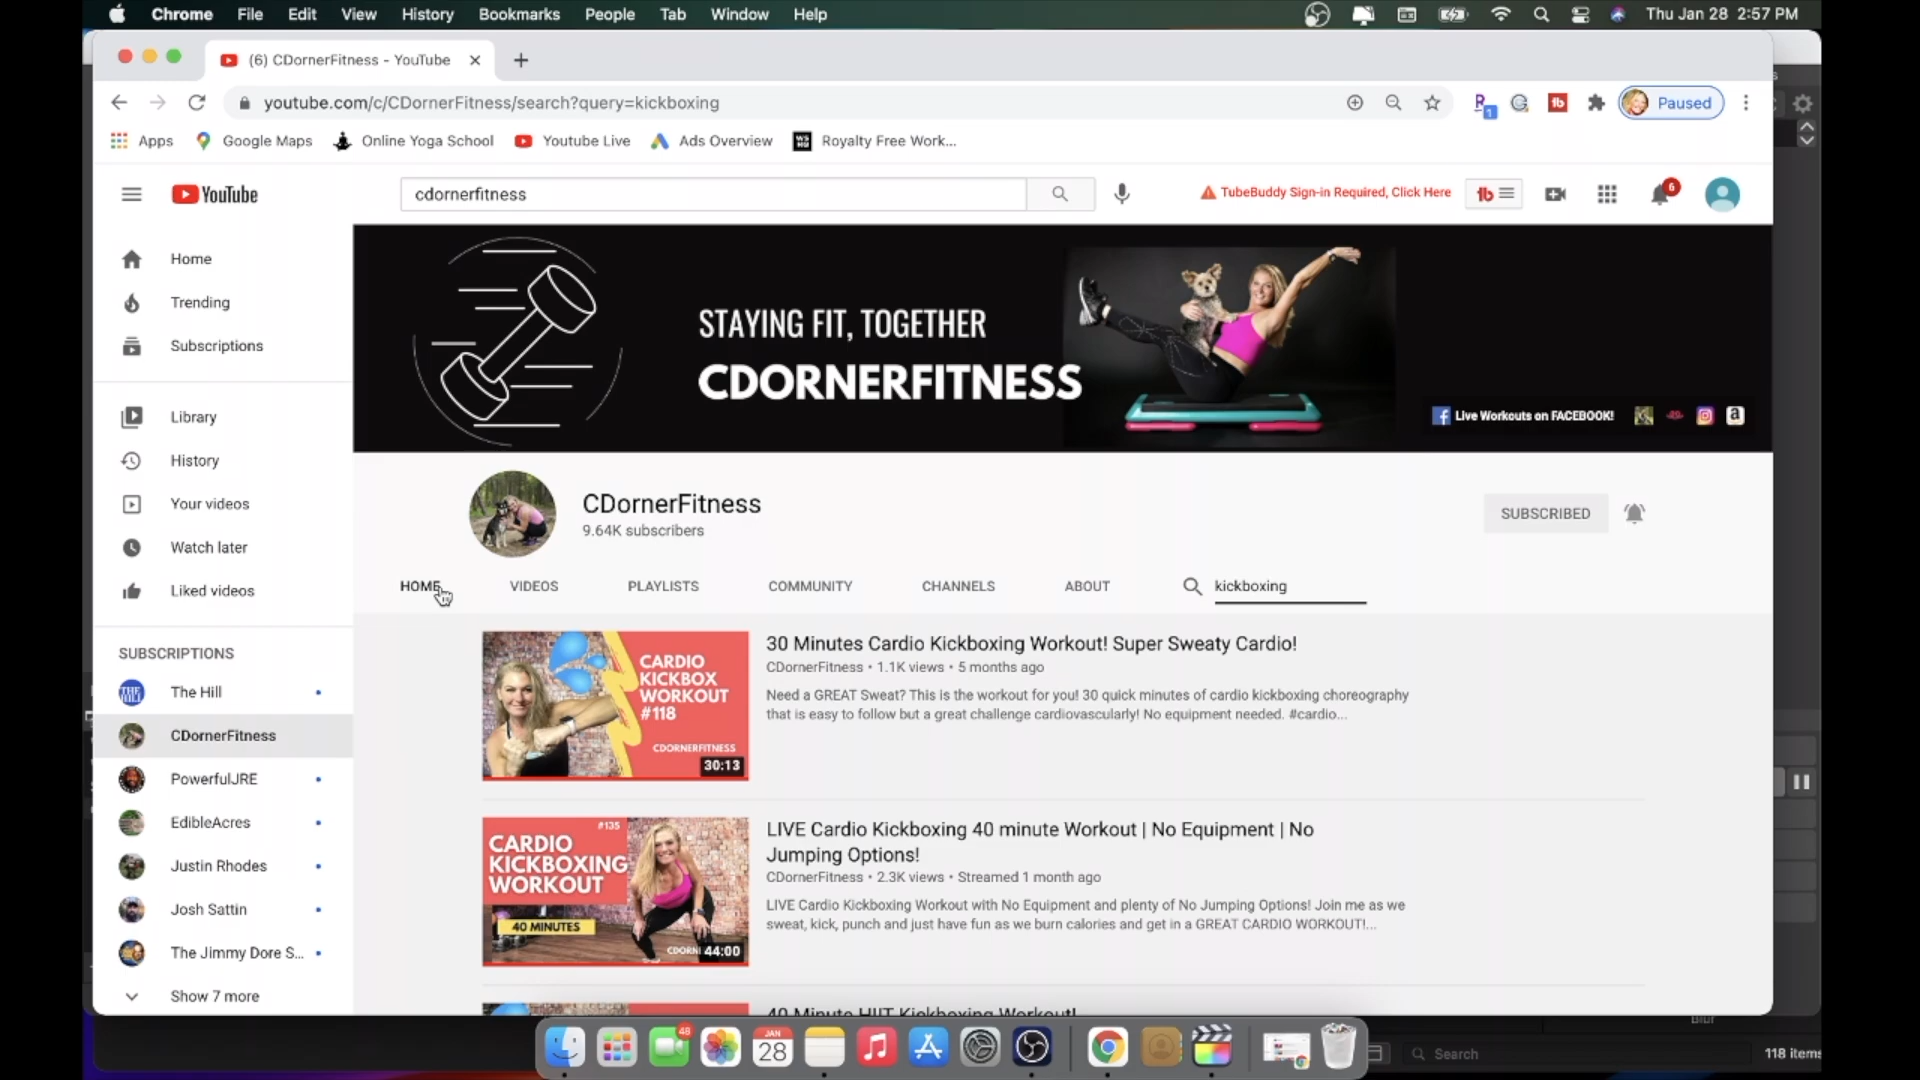 Chrome File Edit View History Bookmarks People Tab Window Help Thu Jan 28 2:57 PM
(6) CDornerFitness - YouTube
youtube.com/c/CDornerFitness/search?query=kickboxing
1
Paused
Apps Google Maps Online Yoga School Youtube Live Ads Overview Royalty Free Work...
YouTube
cdornerfitness
TubeBuddy Sign-in Required, Click Here
6
Home
Trending
Subscriptions
Library
History
Your videos
Watch later
Liked videos
SUBSCRIPTIONS
The Hill
CDornerFitness
PowerfulJRE
EdibleAcres
Justin Rhodes
Josh Sattin
The Jimmy Dore S...
Show 7 more
STAYING FIT, TOGETHER
CDORNERFITNESS
Live Workouts on FACEBOOK!
CDornerFitness
9.64K subscribers
SUBSCRIBED
HOME VIDEOS PLAYLISTS COMMUNITY CHANNELS ABOUT kickboxing
CARDIO
KICKBOX
WORKOUT
#118
CDORNERFITNESS
30:13
30 Minutes Cardio Kickboxing Workout! Super Sweaty Cardio!
CDornerFitness • 1.1K views • 5 months ago
Need a GREAT Sweat? This is the workout for you! 30 quick minutes of cardio kickboxing choreography
that is easy to follow but a great challenge cardiovascularly! No equipment needed. #cardio...
#135
CARDIO
KICKBOXING
WORKOUT
40 MINUTES
CDORN
44:00
LIVE Cardio Kickboxing 40 minute Workout | No Equipment | No
Jumping Options!
CDornerFitness • 2.3K views • Streamed 1 month ago
LIVE Cardio Kickboxing Workout with No Equipment and plenty of No Jumping Options! Join me as we
sweat, kick, punch and just have fun as we burn calories and get in a GREAT CARDIO WORKOUT!...
40 Minute HIIT Kickboxing Workout!
48
JAN
28
Search
118 items